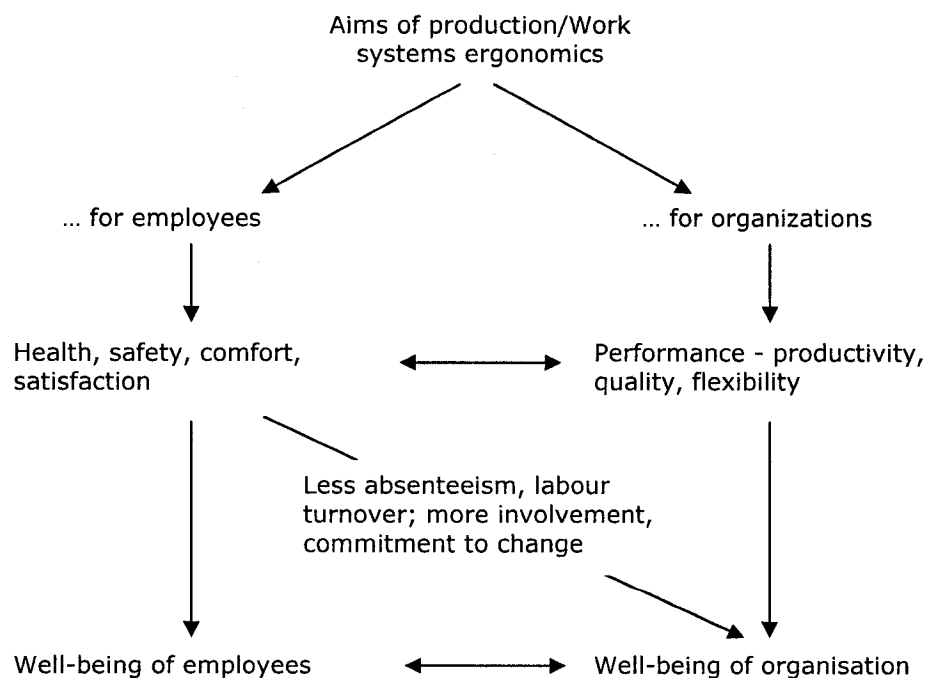 Aims of production/Work
systems ergonomics
... for employees
... for organizations
Health, safety, comfort,
satisfaction
Performance - productivity,
quality, flexibility
Less absenteeism, labour
turnover; more involvement,
commitment to change
Well-being of employees
Well-being of organisation